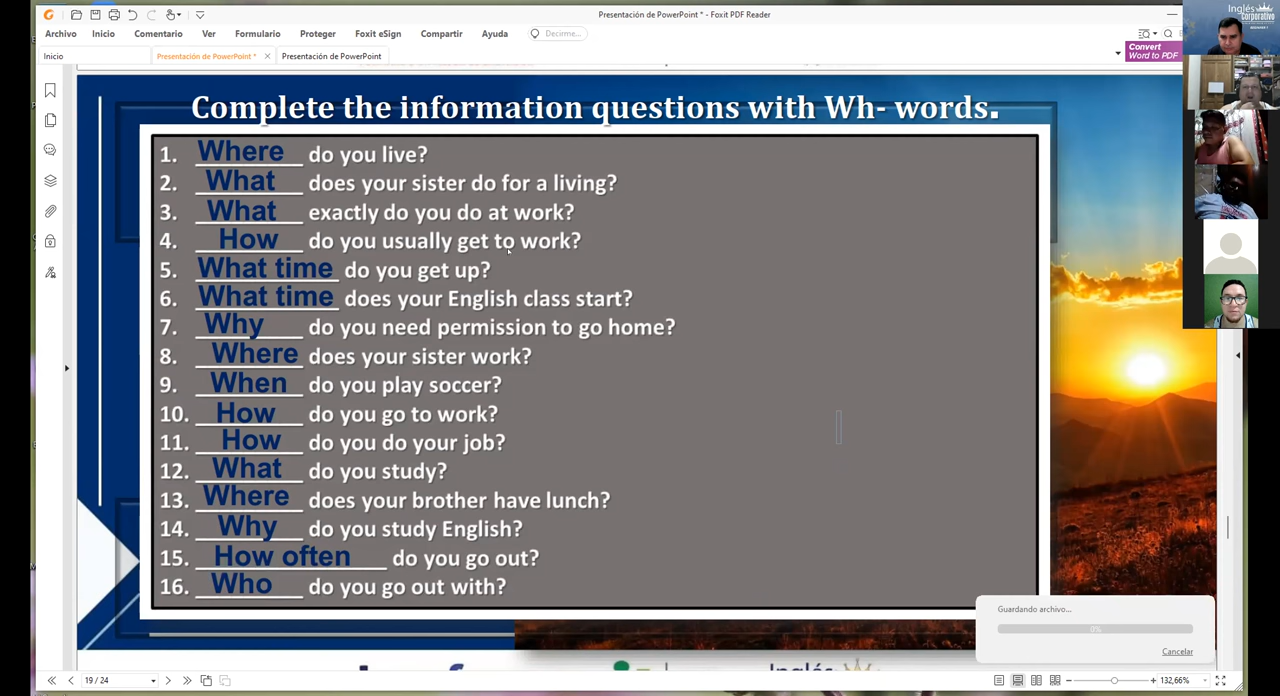 Presentación de PowerPoint * - Foxit PDF Reader
Archivo Inicio Comentario Ver Formulario Proteger Foxit eSign Compartir Ayuda Decirme...
Inicio Presentación de PowerPoint * Presentación de PowerPoint
Convert
Word to PDF
Inglés
Corporativo
Complete the information questions with Wh- words.
1. Where do you live?
2. What does your sister do for a living?
3. What exactly do you do at work?
4. How do you usually get to work?
5. What time do you get up?
6. What time does your English class start?
7. Why do you need permission to go home?
8. Where does your sister work?
9. When do you play soccer?
10. How do you go to work?
11. How do you do your job?
12. What do you study?
13. Where does your brother have lunch?
14. Why do you study English?
15. How often do you go out?
16. Who do you go out with?
Guardando archivo...
0%
Cancelar
Inglés
19 / 24
132,66%